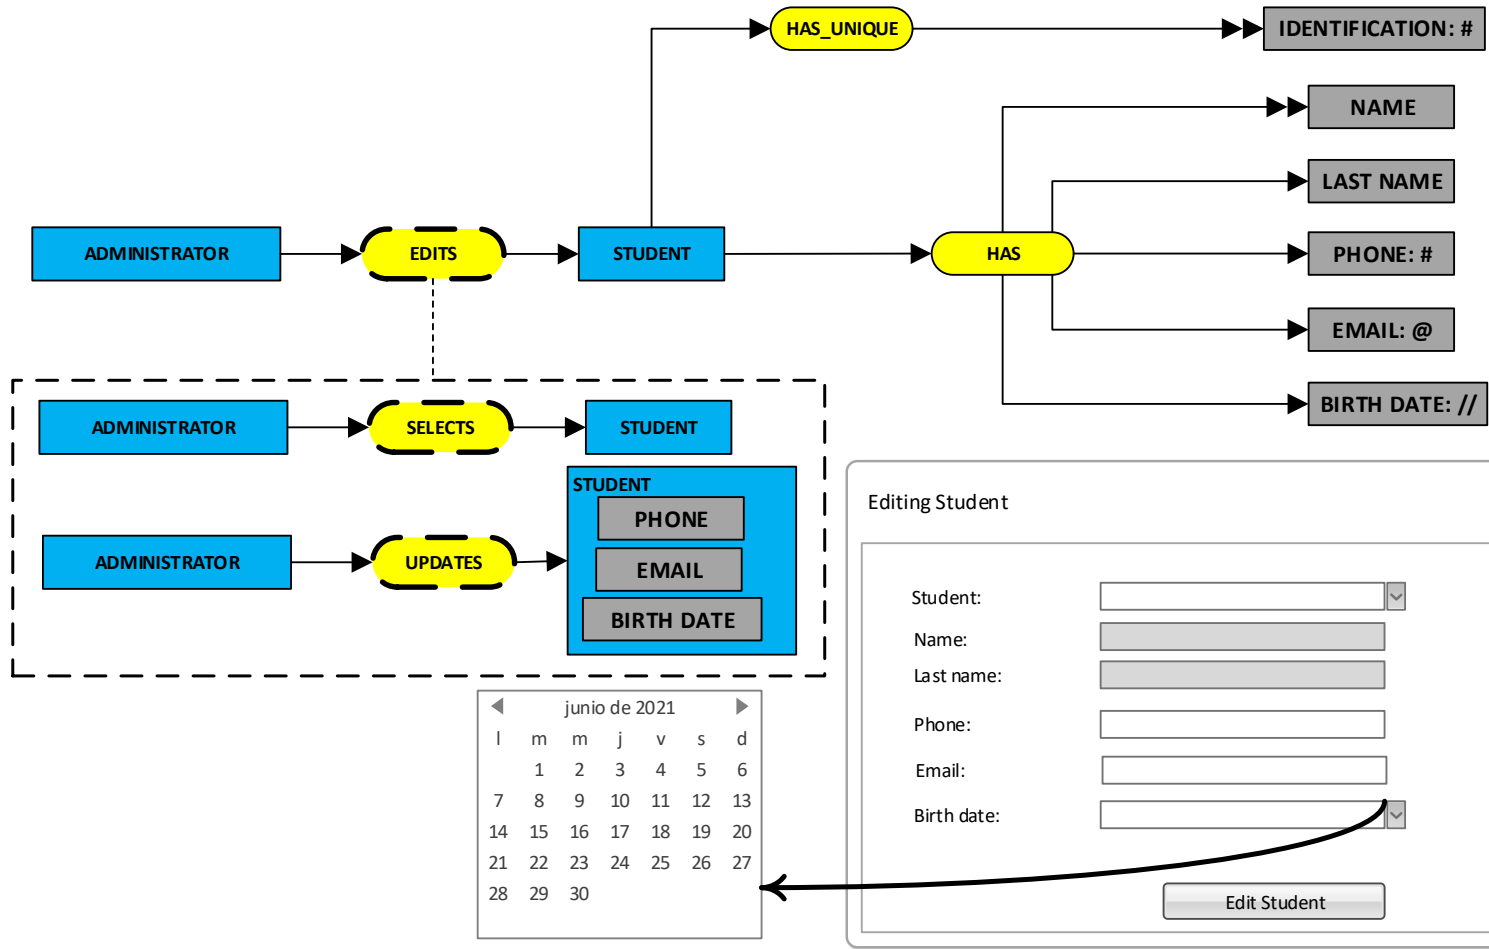 HAS_UNIQUE
IDENTIFICATION: #
NAME
LAST NAME
ADMINISTRATOR
EDITS
STUDENT
HAS
PHONE: #
EMAIL: @
BIRTH DATE: //
ADMINISTRATOR
SELECTS
STUDENT
STUDENT
PHONE
ADMINISTRATOR
UPDATES
EMAIL
BIRTH DATE
Editing Student
Student:
Name:
Last name:
Phone:
Email:
Birth date:
Edit Student
junio de 2021
l m m j v s d
1 2 3 4 5 6
7 8 9 10 11 12 13
14 15 16 17 18 19 20
21 22 23 24 25 26 27
28 29 30